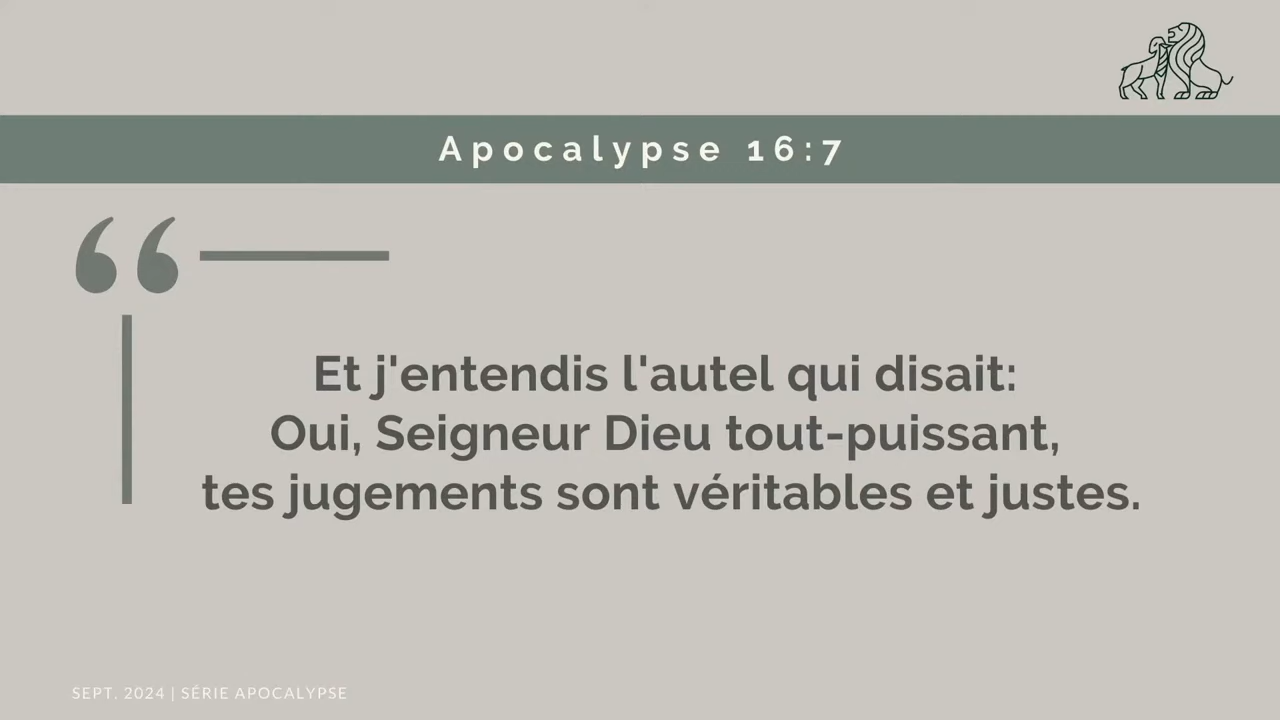 Apocalypse 16:7
Et j'entendis l'autel qui disait:
Oui, Seigneur Dieu tout-puissant,
tes jugements sont véritables et justes.
SEPT. 2024 | SÉRIE APOCALYPSE